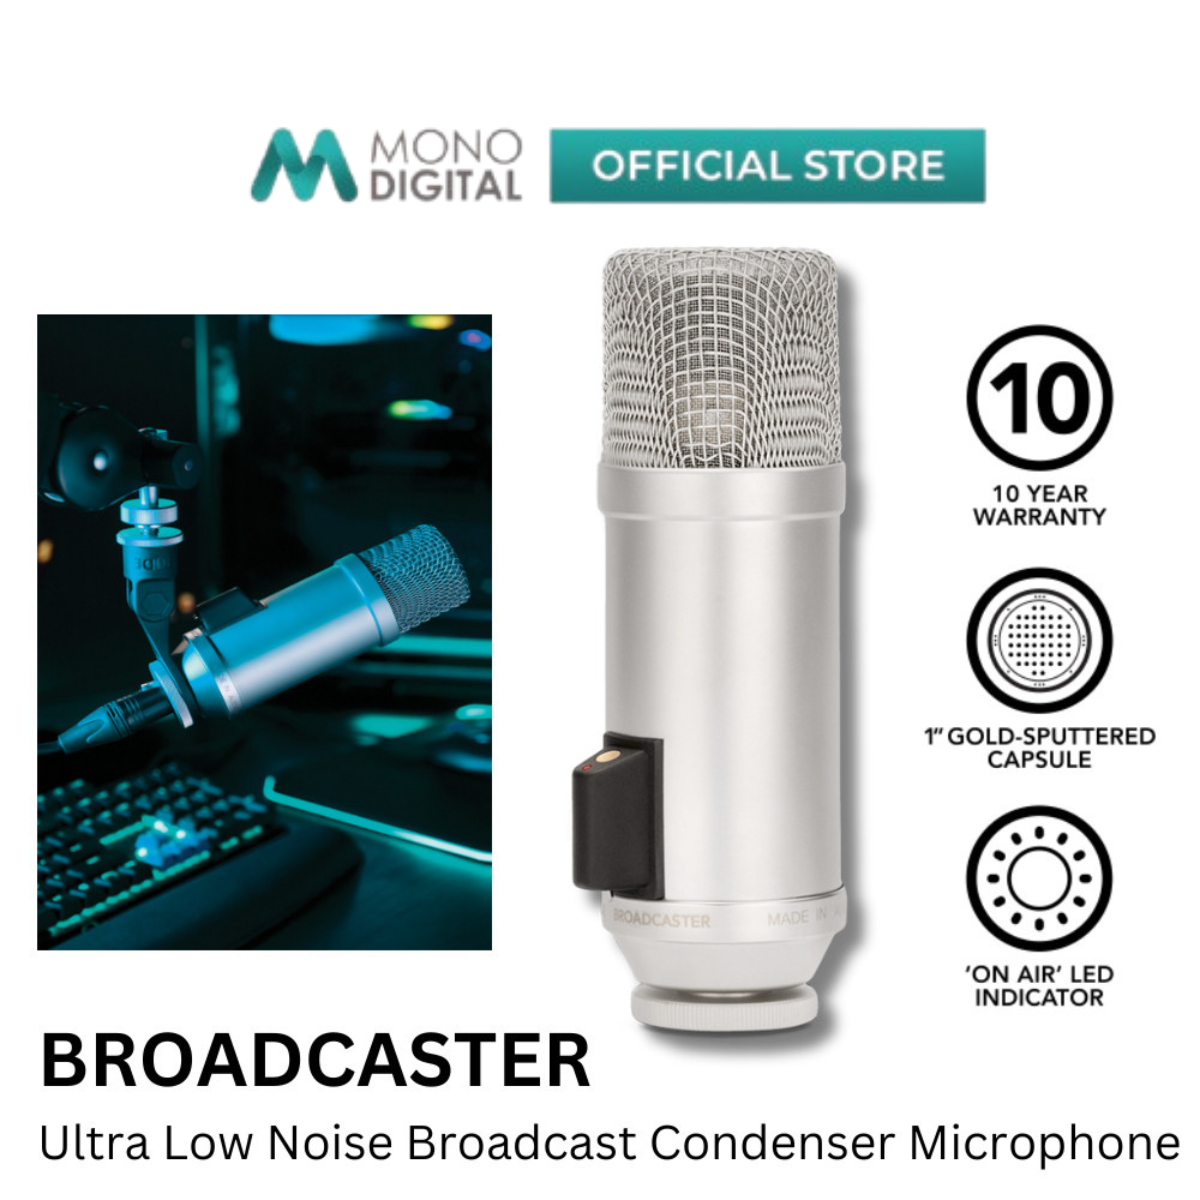 MONO
DIGITAL
OFFICIAL STORE
10
10 YEAR
WARRANTY
1” GOLD-SPUTTERED
CAPSULE
‘ON AIR’ LED
INDICATOR
BROADCASTER MADE IN
BROADCASTER
Ultra Low Noise Broadcast Condenser Microphone